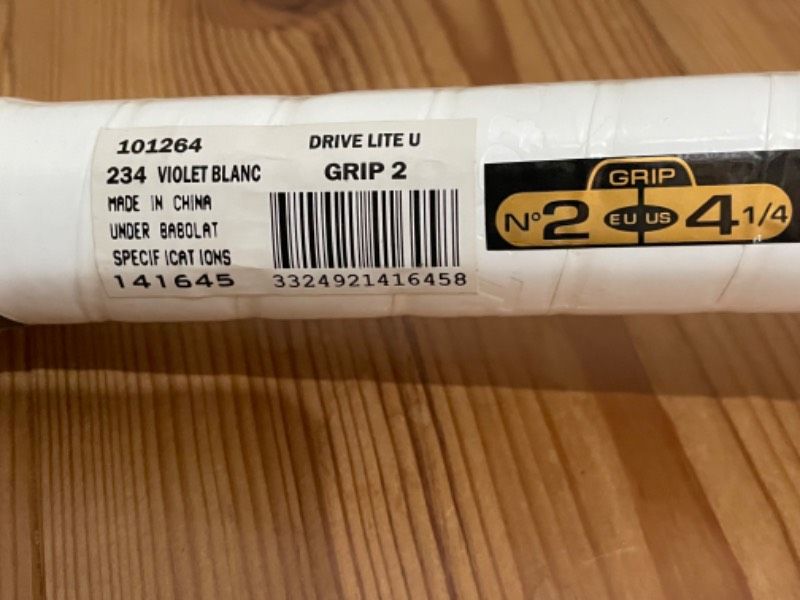 101264
DRIVE LITE U
234 VIOLET BLANC
GRIP 2
MADE IN CHINA
UNDER BABOLAT
SPECIFICATIONS
141645
3324921416458
GRIP
N° 2 EU US 4 1/4